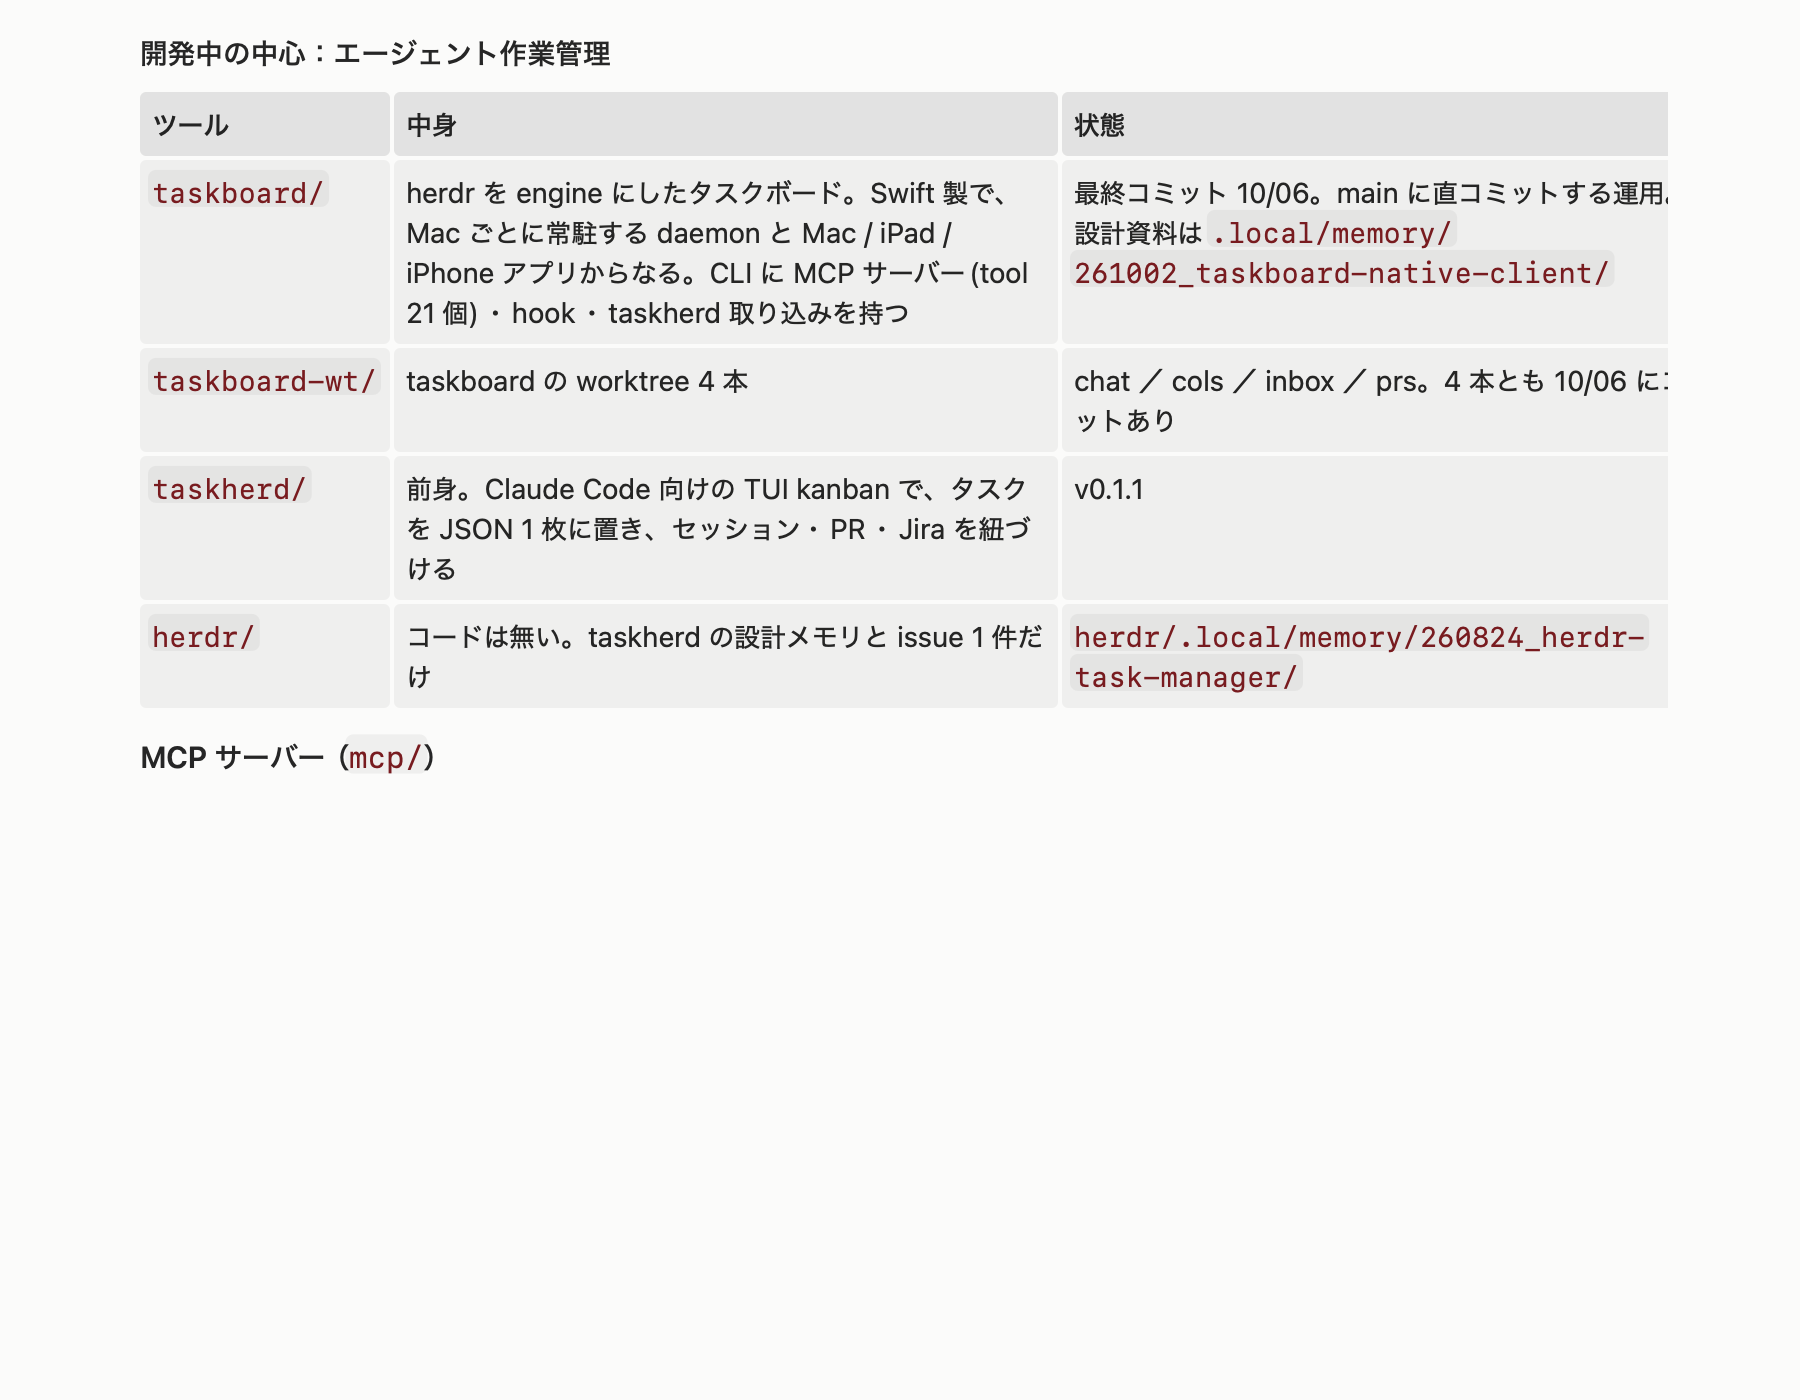 開発中の中心：エージェント作業管理
ツール 中身 状態
taskboard/
herdr を engine にしたタスクボード。Swift 製で、
Mac ごとに常駐する daemon と Mac / iPad /
iPhone アプリからなる。CLI に MCP サーバー (tool
21 個) ・ hook ・ taskherd 取り込みを持つ
最終コミット 10/06。main に直コミットする運用。
設計資料は .local/memory/
261002_taskboard-native-client/
taskboard-wt/
taskboard の worktree 4 本
chat ／ cols ／ inbox ／ prs。4 本とも 10/06 に
ットあり
taskherd/
前身。Claude Code 向けの TUI kanban で、タスク
を JSON 1 枚に置き、セッション・ PR ・ Jira を紐づ
ける
v0.1.1
herdr/
コードは無い。taskherd の設計メモリと issue 1 件だ
け
herdr/.local/memory/260824_herdr-
task-manager/
MCP サーバー（mcp/）